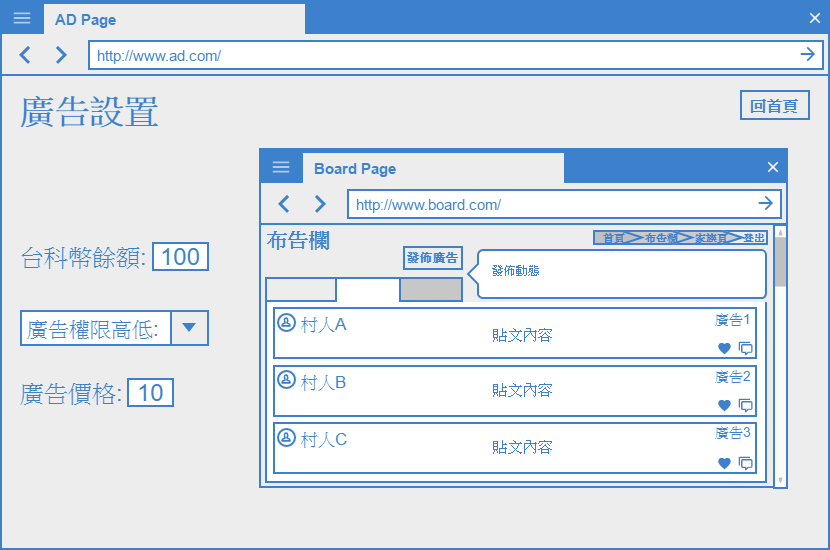 AD Page
http://www.ad.com/
廣告設置
回首頁
台科幣餘額: 100
廣告權限高低:
廣告價格: 10
Board Page
http://www.board.com/
布告欄
首頁 布告欄 家族頁 登出
發佈廣告
發佈動態
村人A 貼文內容 廣告1
村人B 貼文內容 廣告2
村人C 貼文內容 廣告3